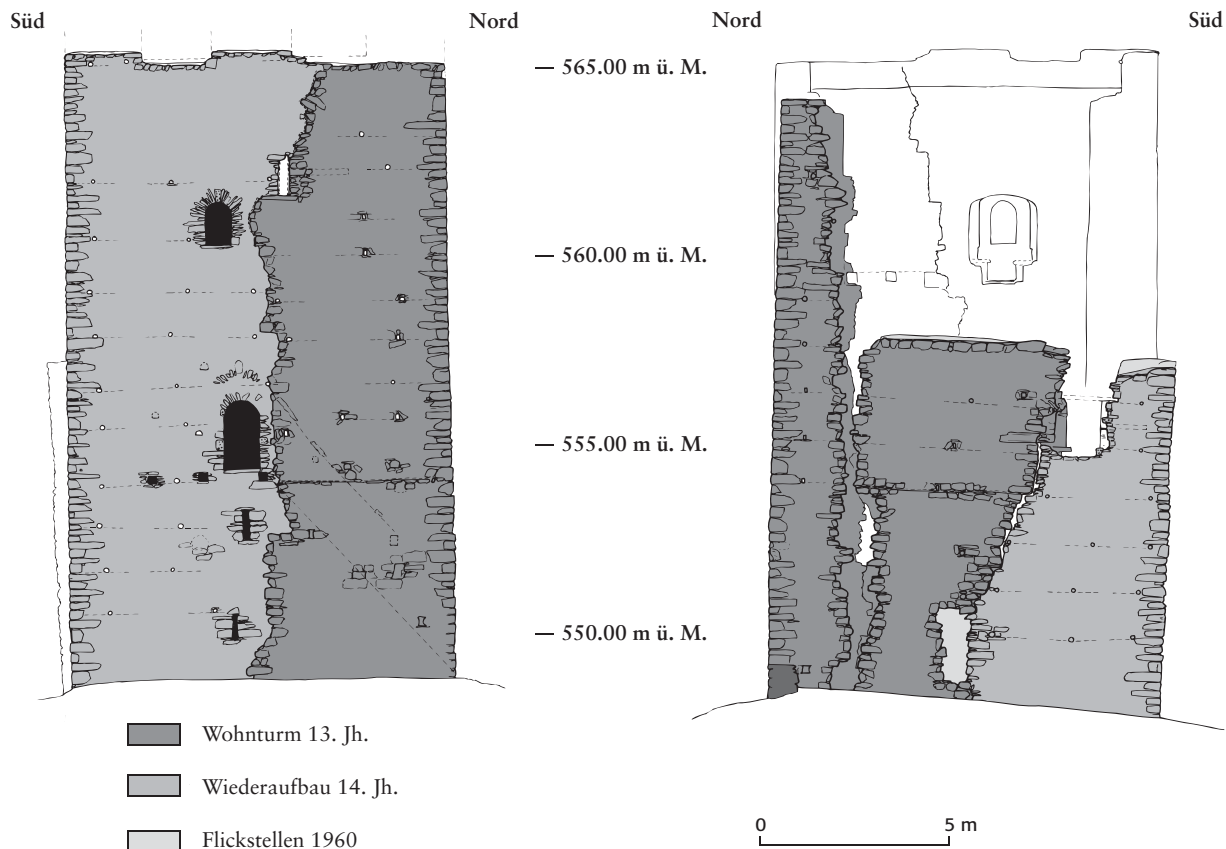 Süd
Nord
Nord
Süd
565.00 m ü. M.
560.00 m ü. M.
555.00 m ü. M.
550.00 m ü. M.
Wohnturm 13. Jh.
Wiederaufbau 14. Jh.
Flickstellen 1960
0
5 m